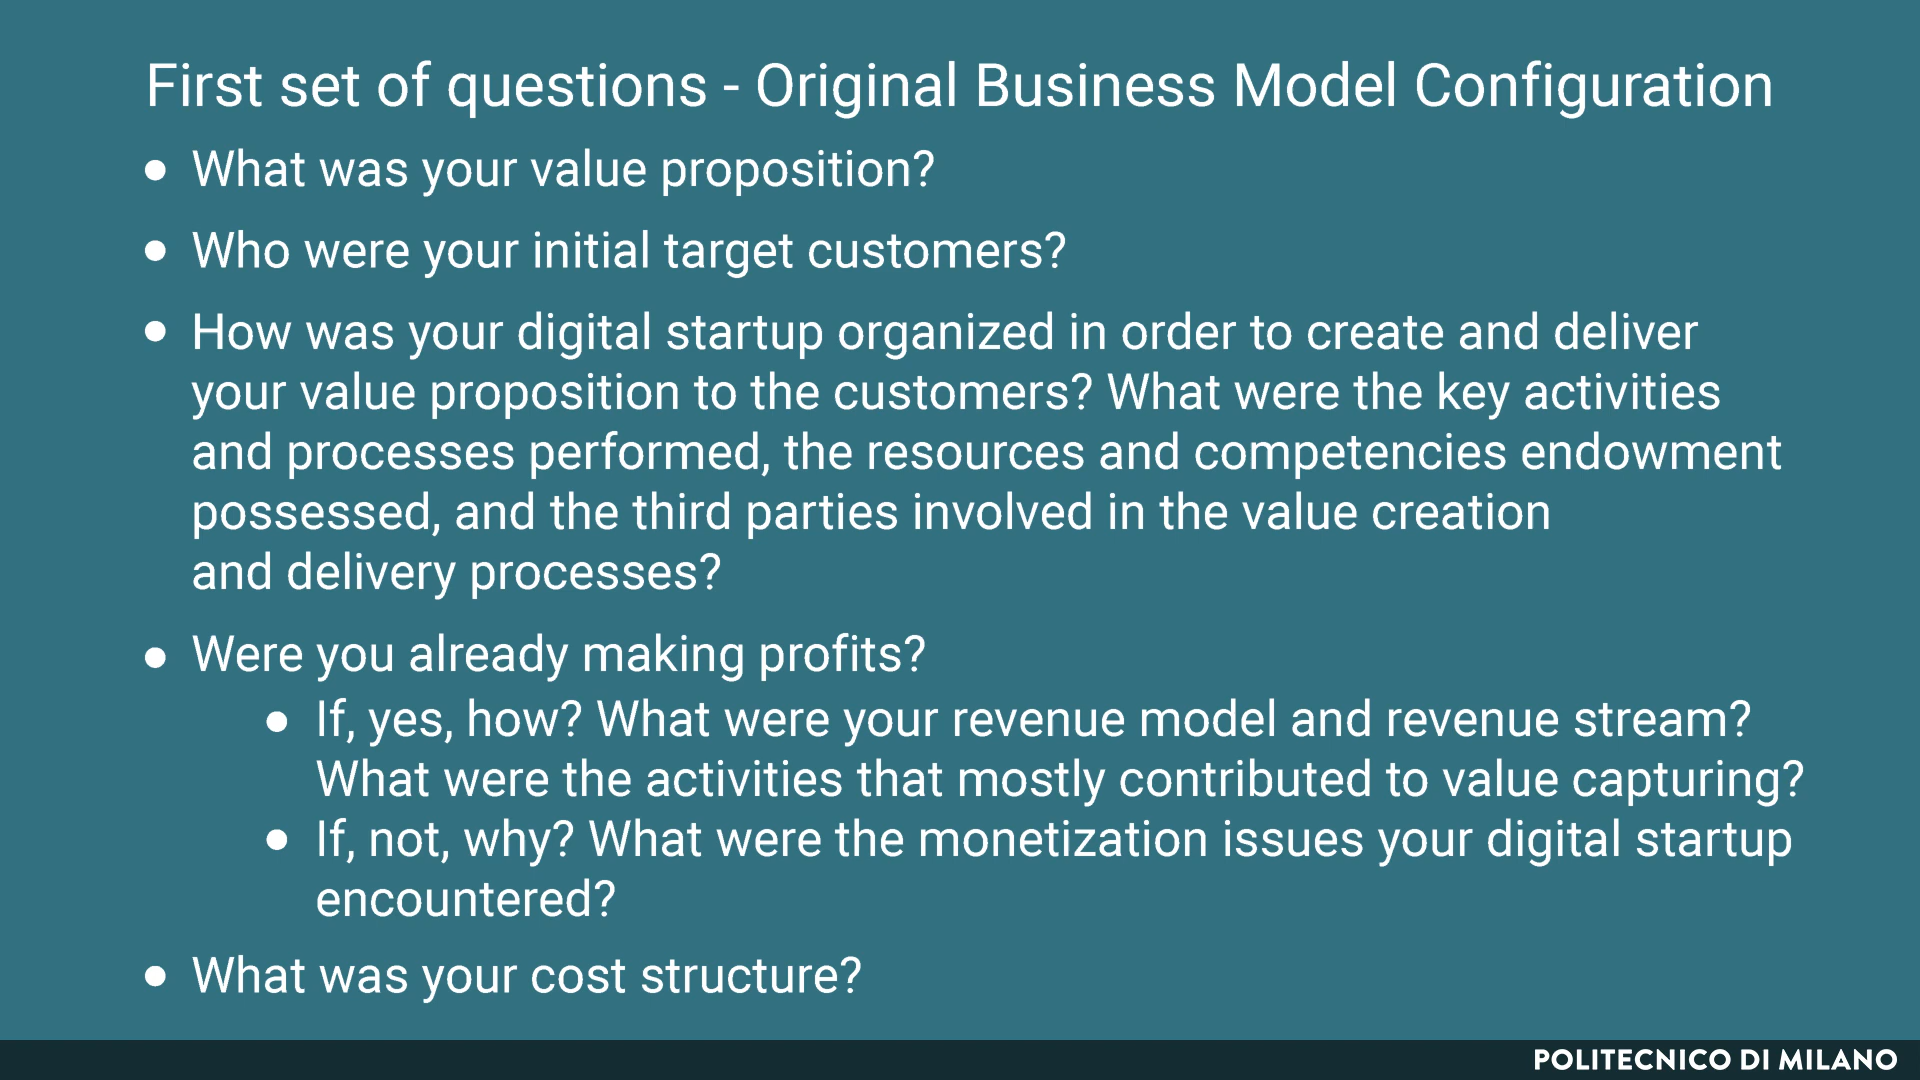 First set of questions - Original Business Model Configuration
● What was your value proposition?
● Who were your initial target customers?
● How was your digital startup organized in order to create and deliver
your value proposition to the customers? What were the key activities
and processes performed, the resources and competencies endowment
possessed, and the third parties involved in the value creation
and delivery processes?
● Were you already making profits?
● If, yes, how? What were your revenue model and revenue stream?
What were the activities that mostly contributed to value capturing?
● If, not, why? What were the monetization issues your digital startup
encountered?
● What was your cost structure?
POLITECNICO DI MILANO